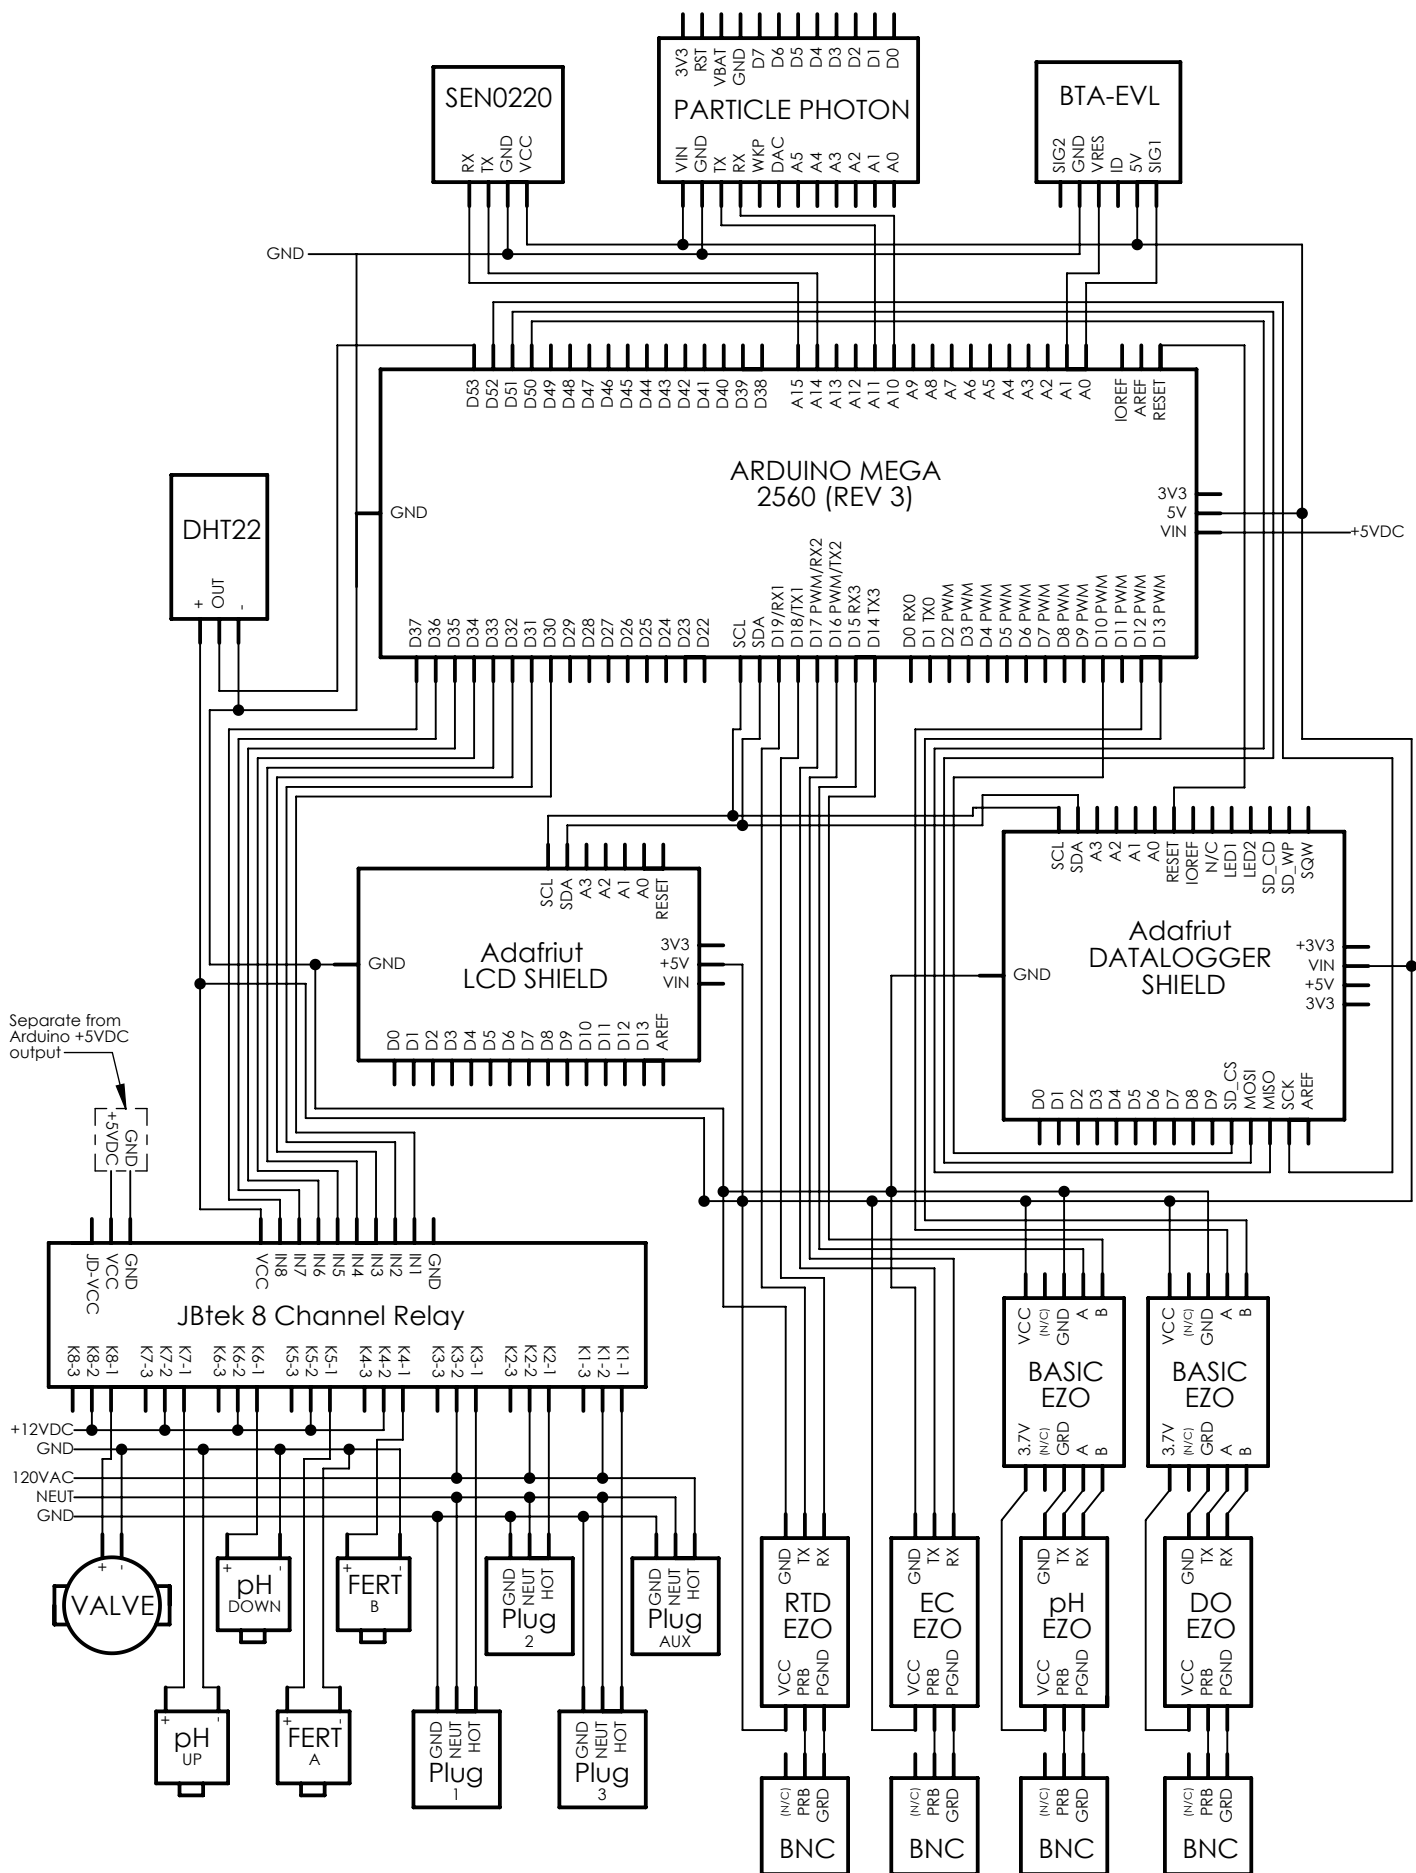 3V3
RST
VBAT
GND
D7
D6
D5
D4
D3
D2
D1
D0
PARTICLE PHOTON
VIN
GND
TX
RX
WKP
DAC
A5
A4
A3
A2
A1
A0
SEN0220
RX
TX
GND
VCC
BTA-EVL
SIG2
GND
VRES
ID
5V
SIG1
GND
D53
D52
D51
D50
D49
D48
D47
D46
D45
D44
D43
D42
D41
D40
D39
D38
A15
A14
A13
A12
A11
A10
A9
A8
A7
A6
A5
A4
A3
A2
A1
A0
IOREF
AREF
RESET
ARDUINO MEGA
2560 (REV 3)
GND
3V3
5V
VIN
+5VDC
D37
D36
D35
D34
D33
D32
D31
D30
D29
D28
D27
D26
D25
D24
D23
D22
SCL
SDA
D19/RX1
D18/TX1
D17 PWM/RX2
D16 PWM/TX2
D15 RX3
D14 TX3
D0 RX0
D1 TX0
D2 PWM
D3 PWM
D4 PWM
D5 PWM
D6 PWM
D7 PWM
D8 PWM
D9 PWM
D10 PWM
D11 PWM
D12 PWM
D13 PWM
DHT22
+
OUT
-
SCL
SDA
A3
A2
A1
A0
RESET
Adafriut
LCD SHIELD
GND
3V3
+5V
VIN
D0
D1
D2
D3
D4
D5
D6
D7
D8
D9
D10
D11
D12
D13
AREF
SCL
SDA
A3
A2
A1
A0
RESET
IOREF
N/C
LED1
LED2
SD_CD
SD_WP
SQW
Adafriut
DATALOGGER
SHIELD
GND
+3V3
VIN
+5V
3V3
D0
D1
D2
D3
D4
D5
D6
D7
D8
D9
SD_CS
MOSI
MISO
SCK
AREF
Separate from
Arduino +5VDC
output
+5VDC
GND
JD-VCC
VCC
GND
VCC
IN8
IN7
IN6
IN5
IN4
IN3
IN2
IN1
GND
JBtek 8 Channel Relay
K8-3
K8-2
K8-1
K7-3
K7-2
K7-1
K6-3
K6-2
K6-1
K5-3
K5-2
K5-1
K4-3
K4-2
K4-1
K3-3
K3-2
K3-1
K2-3
K2-2
K2-1
K1-3
K1-2
K1-1
+12VDC
GND
120VAC
NEUT
GND
+
-
VALVE
+
-
pH
DOWN
+
-
FERT
B
GND
NEUT
HOT
Plug
2
GND
NEUT
HOT
Plug
AUX
+
-
pH
UP
+
-
FERT
A
GND
NEUT
HOT
Plug
1
GND
NEUT
HOT
Plug
3
VCC
(N/C)
GND
A
B
BASIC
EZO
3.7V
(N/C)
GRD
A
B
VCC
(N/C)
GND
A
B
BASIC
EZO
3.7V
(N/C)
GRD
A
B
GND
TX
RX
RTD
EZO
VCC
PRB
PGND
GND
TX
RX
EC
EZO
VCC
PRB
PGND
GND
TX
RX
pH
EZO
VCC
PRB
PGND
GND
TX
RX
DO
EZO
VCC
PRB
PGND
(N/C)
PRB
GRD
BNC
(N/C)
PRB
GRD
BNC
(N/C)
PRB
GRD
BNC
(N/C)
PRB
GRD
BNC